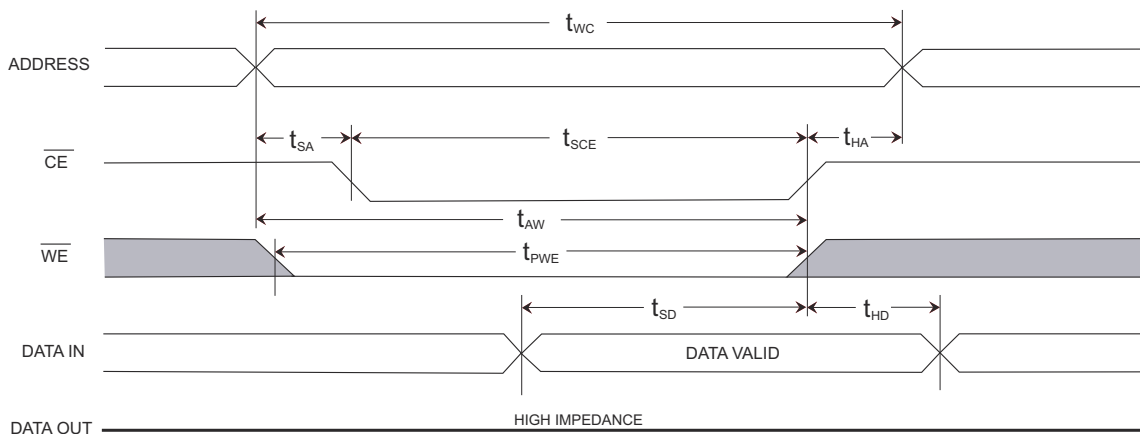 tWC
ADDRESS
tSA
tSCE
tHA
CE
tAW
WE
tPWE
tSD
tHD
DATA IN
DATA VALID
HIGH IMPEDANCE
DATA OUT